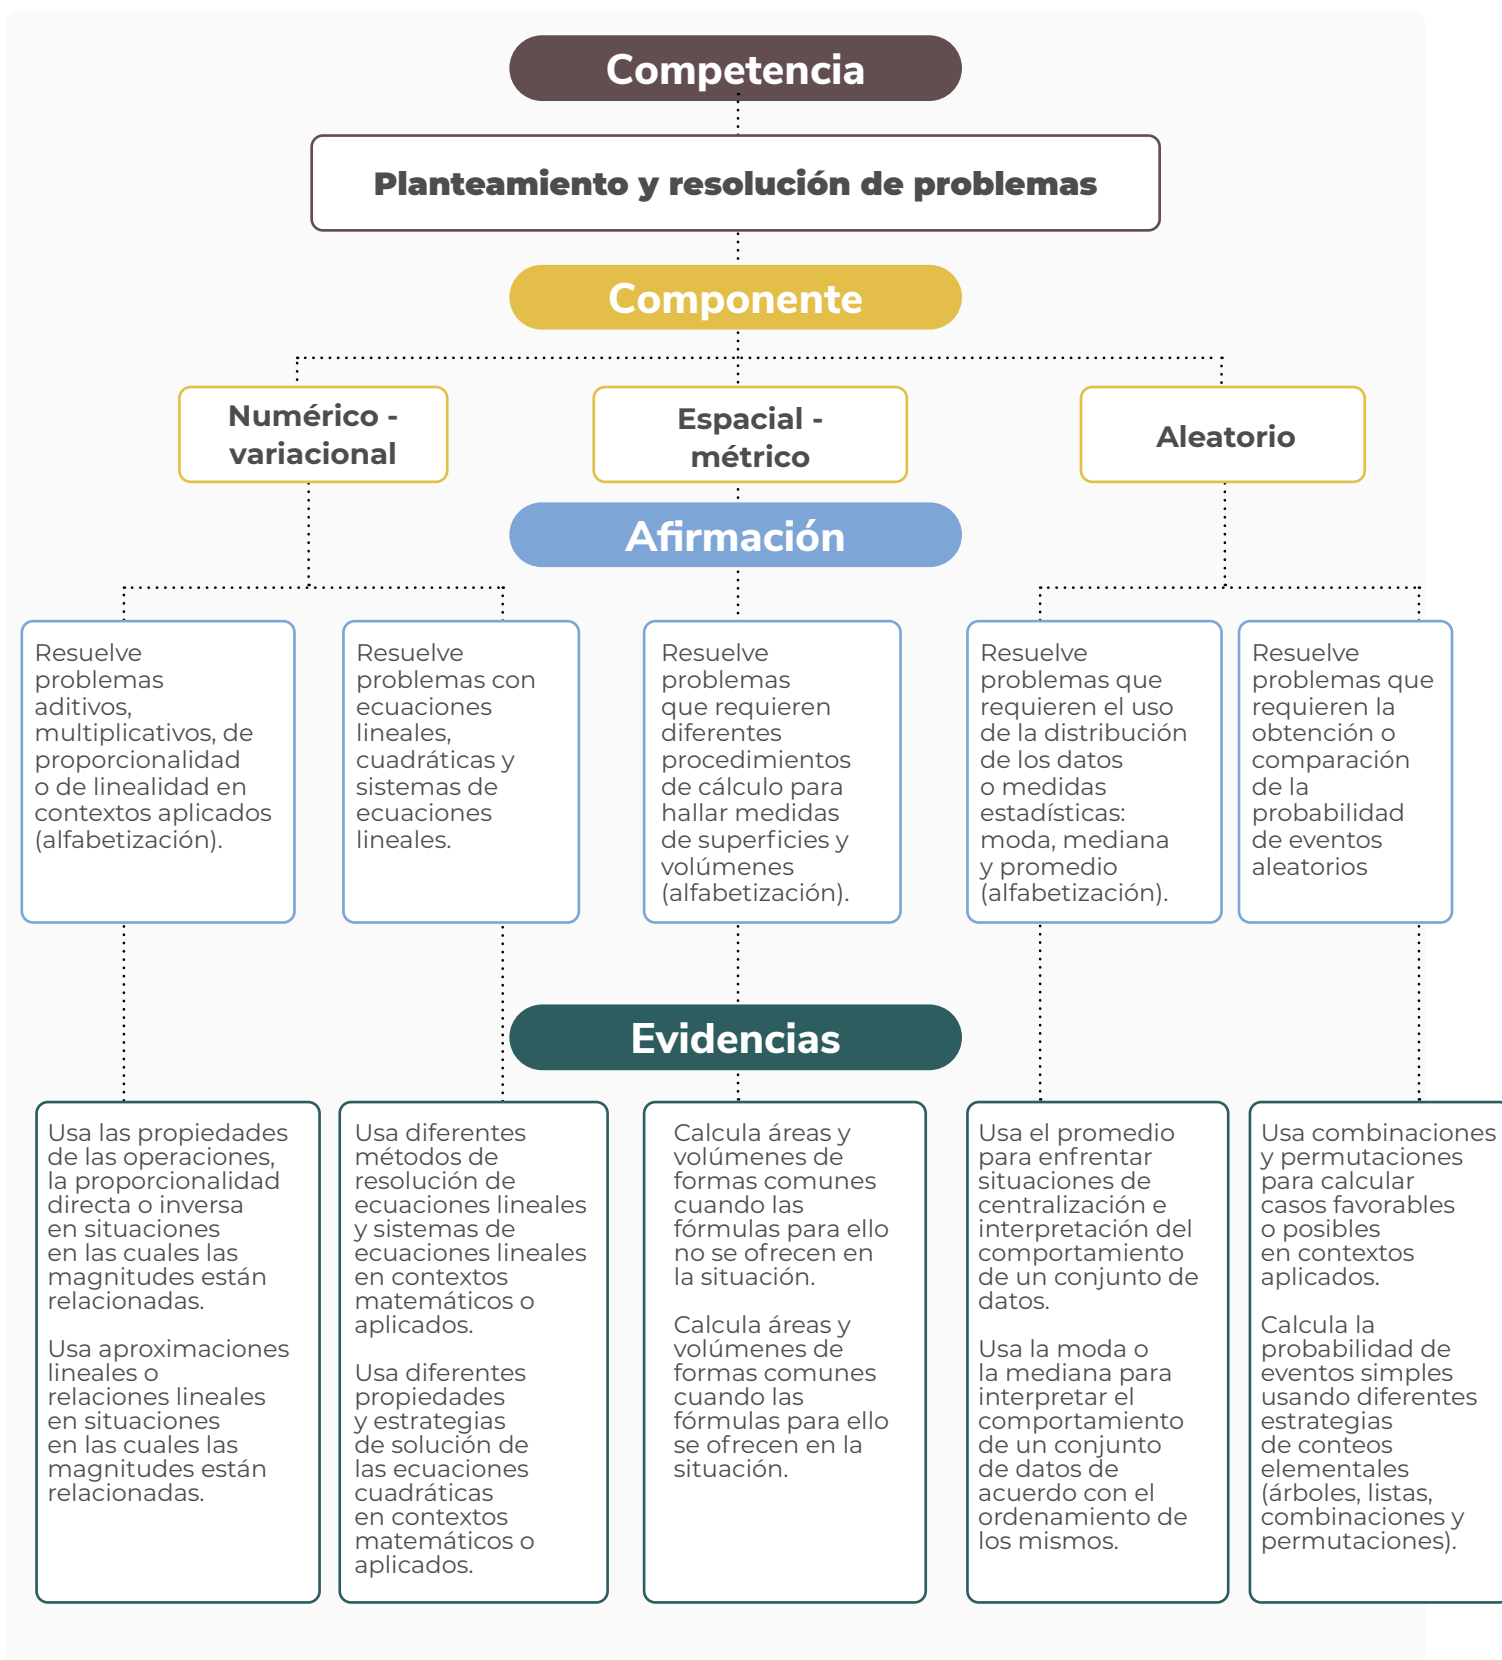 Competencia
Planteamiento y resolución de problemas
Componente
Numérico -
variacional
Espacial -
métrico
Aleatorio
Afirmación
Resuelve
problemas
aditivos,
multiplicativos, de
proporcionalidad
o de linealidad en
contextos aplicados
(alfabetización).
Resuelve
problemas con
ecuaciones
lineales,
cuadráticas y
sistemas de
ecuaciones
lineales.
Resuelve
problemas
que requieren
diferentes
procedimientos
de cálculo para
hallar medidas
de superficies y
volúmenes
(alfabetización).
Resuelve
problemas que
requieren el uso
de la distribución
de los datos
o medidas
estadísticas:
moda, mediana
y promedio
(alfabetización).
Resuelve
problemas que
requieren la
obtención o
comparación
de la
probabilidad
de eventos
aleatorios
Evidencias
Usa las propiedades
de las operaciones,
la proporcionalidad
directa o inversa
en situaciones
en las cuales las
magnitudes están
relacionadas.
Usa aproximaciones
lineales o
relaciones lineales
en situaciones
en las cuales las
magnitudes están
relacionadas.
Usa diferentes
métodos de
resolución de
ecuaciones lineales
y sistemas de
ecuaciones lineales
en contextos
matemáticos o
aplicados.
Usa diferentes
propiedades
y estrategias
de solución de
las ecuaciones
cuadráticas
en contextos
matemáticos o
aplicados.
Calcula áreas y
volúmenes de
formas comunes
cuando las
fórmulas para ello
no se ofrecen en
la situación.
Calcula áreas y
volúmenes de
formas comunes
cuando las
fórmulas para ello
se ofrecen en la
situación.
Usa el promedio
para enfrentar
situaciones de
centralización e
interpretación del
comportamiento
de un conjunto de
datos.
Usa la moda o
la mediana para
interpretar el
comportamiento
de un conjunto
de datos de
acuerdo con el
ordenamiento de
los mismos.
Usa combinaciones
y permutaciones
para calcular
casos favorables
o posibles
en contextos
aplicados.
Calcula la
probabilidad de
eventos simples
usando diferentes
estrategias
de conteos
elementales
(árboles, listas,
combinaciones y
permutaciones).